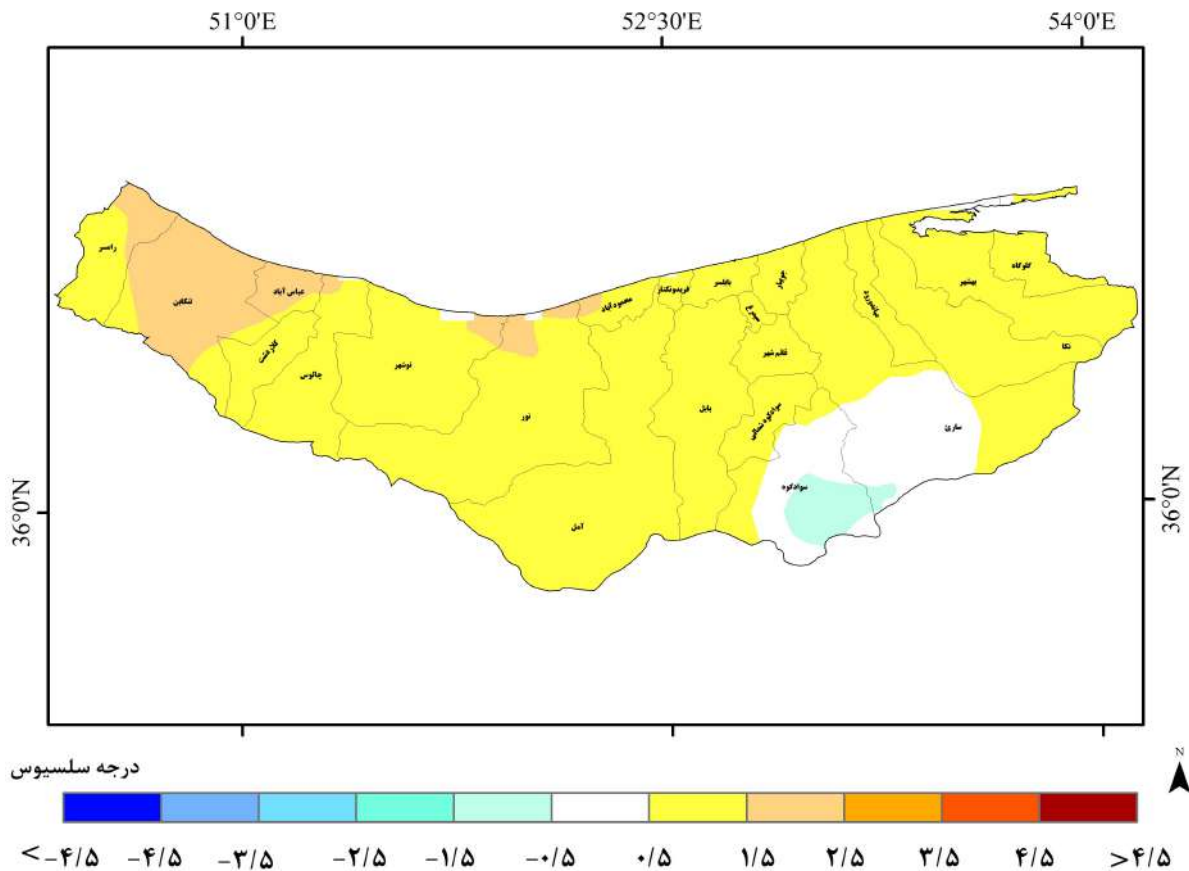 51°0'E 52°30'E 54°0'E
رامسر
تنکابن
عباس آباد
کلاردشت
چالوس
نوشهر
نور
محمودآباد
آمل
فریدونکنار
بابلسر
بابل
سیمرغ
جویبار
قائم شهر
سوادکوه شمالی
سوادکوه
میاندورود
ساری
بهشهر
گلوگاه
نکا
36°0'N
36°0'N
درجه سلسیوس
N
<-۴/۵ -۴/۵ -۳/۵ -۲/۵ -۱/۵ -۰/۵ ۰/۵ ۱/۵ ۲/۵ ۳/۵ ۴/۵ >۴/۵